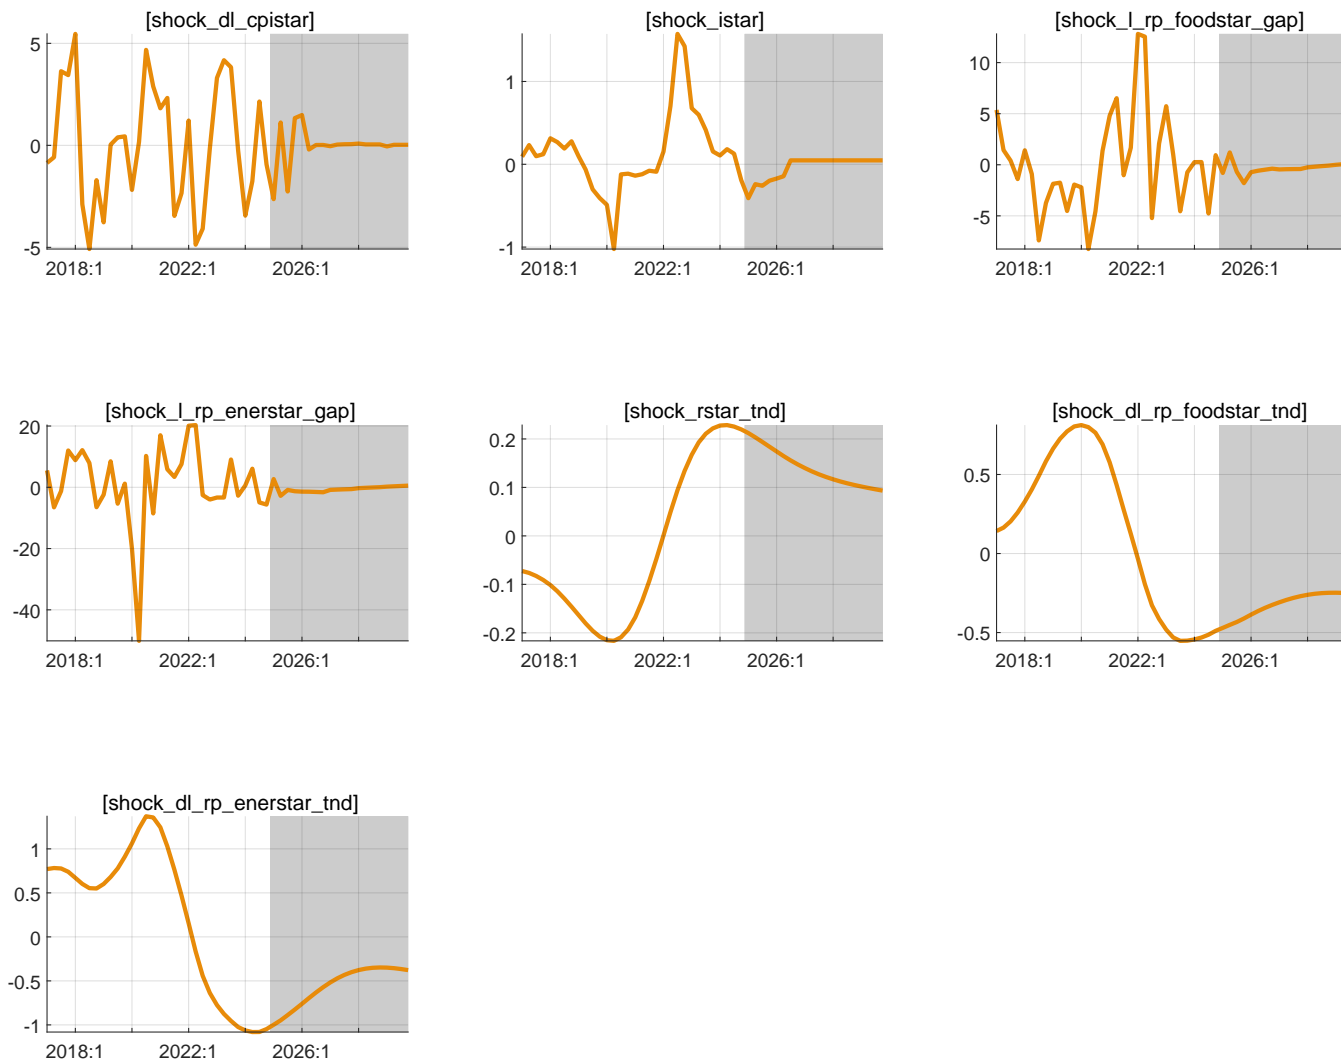 [shock_dl_cpistar]
5
0
-5
2018:1 2022:1 2026:1
[shock_istar]
1
0
-1
2018:1 2022:1 2026:1
[shock_l_rp_foodstar_gap]
10
5
0
-5
2018:1 2022:1 2026:1
[shock_l_rp_enerstar_gap]
20
0
-20
-40
2018:1 2022:1 2026:1
[shock_rstar_tnd]
0.2
0.1
0
-0.1
-0.2
2018:1 2022:1 2026:1
[shock_dl_rp_foodstar_tnd]
0.5
0
-0.5
2018:1 2022:1 2026:1
[shock_dl_rp_enerstar_tnd]
1
0.5
0
-0.5
-1
2018:1 2022:1 2026:1